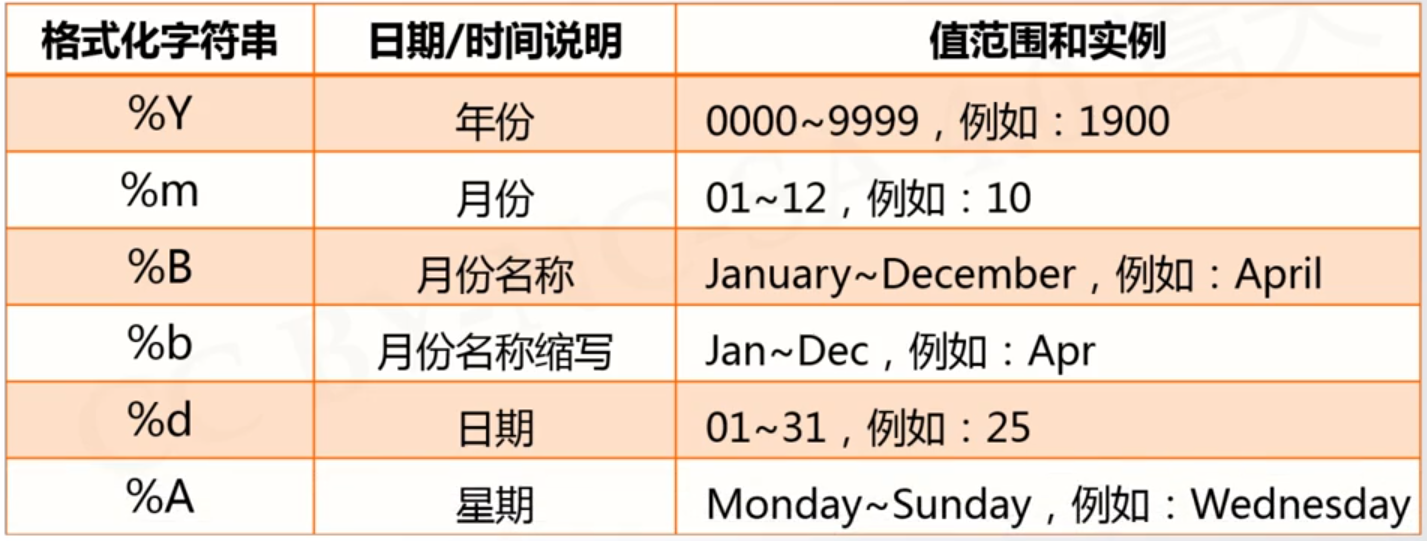 格式化字符串 日期/时间说明 值范围和实例
%Y 年份 0000~9999，例如：1900
%m 月份 01~12，例如：10
%B 月份名称 January~December，例如：April
%b 月份名称缩写 Jan~Dec，例如：Apr
%d 日期 01~31，例如：25
%A 星期 Monday~Sunday，例如：Wednesday